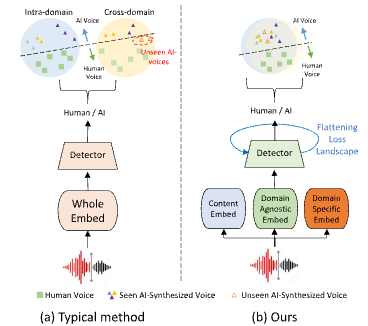 Intra-domain
Cross-domain
AI Voice
Human
Voice
Unseen AI-
voices
Human / AI
Detector
Whole
Embed
AI Voice
Human
Voice
Human / AI
Flattening
Loss
Landscape
Detector
Content
Embed
Domain
Agnostic
Embed
Domain
Specific
Embed
Human Voice
Seen AI-Synthesized Voice
Unseen AI-Synthesized Voice
(a) Typical method
(b) Ours